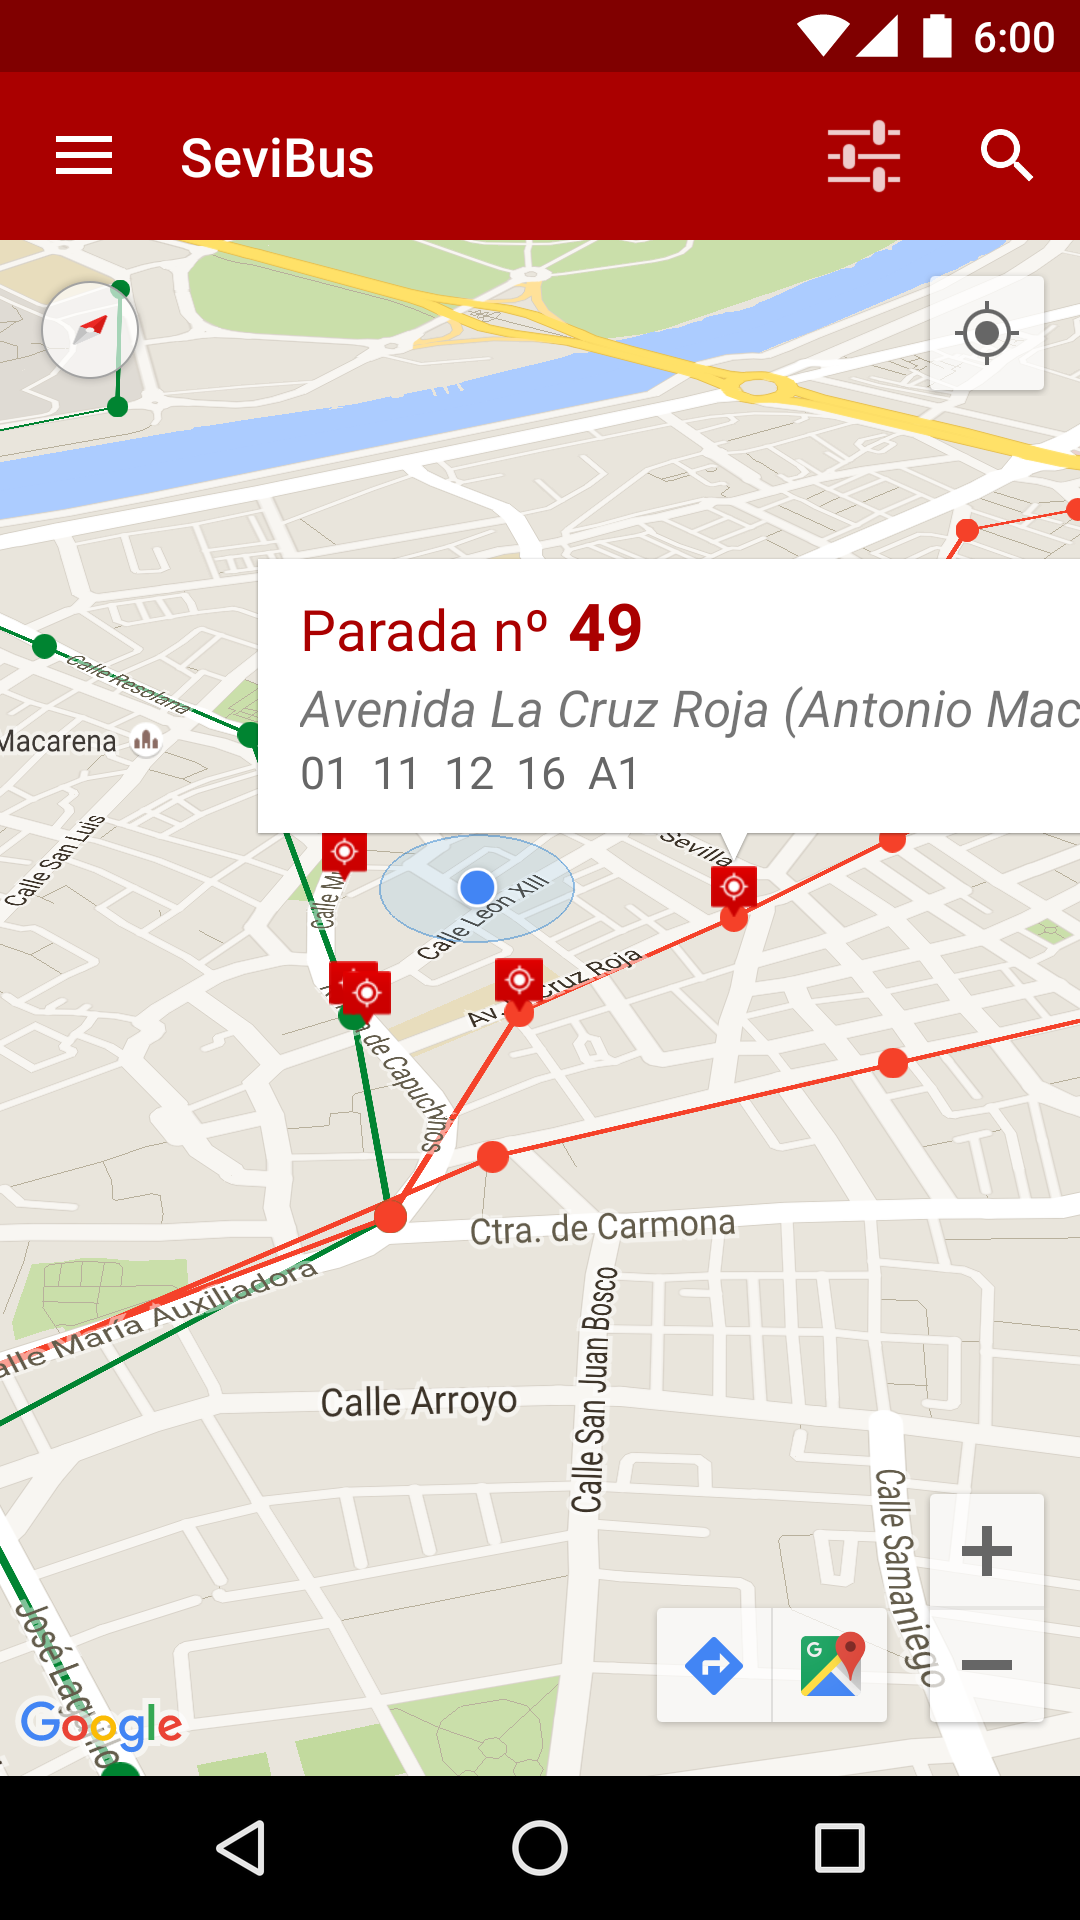 6:00
SeviBus
Parada nº 49
Avenida La Cruz Roja (Antonio Mac
01 11 12 16 A1
Calle Resolana
Macarena
Calle San Luis
Sevilla
Calle Leon XIII
Calle Mu
Cruz Roja
Av.
de Capuchinos
Ctra. de Carmona
alle María Auxiliadora
Calle San Juan Bosco
Calle Arroyo
Calle Samaniego
José Laguillo
G
Google